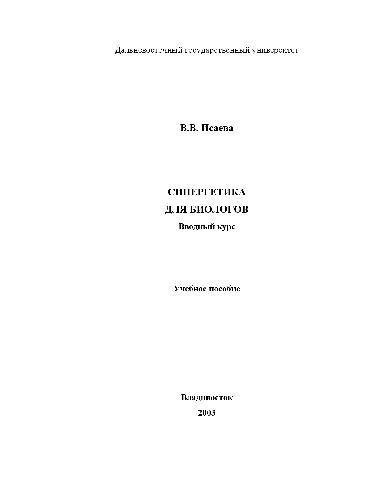 Дальневосточный государственный университет
В.В. Исаева
СИНЕРГЕТИКА
ДЛЯ БИОЛОГОВ
Вводный курс
Учебное пособие
Владивосток
2003